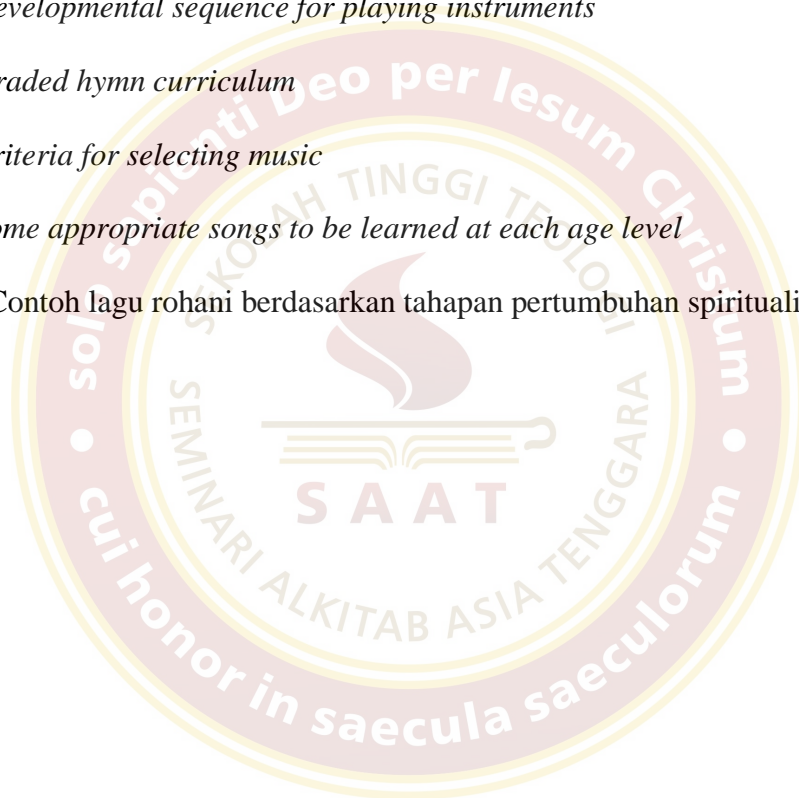 evelopmental sequence for playing instruments
raded hymn curriculum
riteria for selecting music
ome appropriate songs to be learned at each age level
Contoh lagu rohani berdasarkan tahapan pertumbuhan spirituali
solo sapienti Deo per Iesum Christum
SEKOLAH TINGGI TEOLOGI
SEMINARI ALKITAB ASIA TENGGARA
SAAT
cui honor in saecula saeculorum